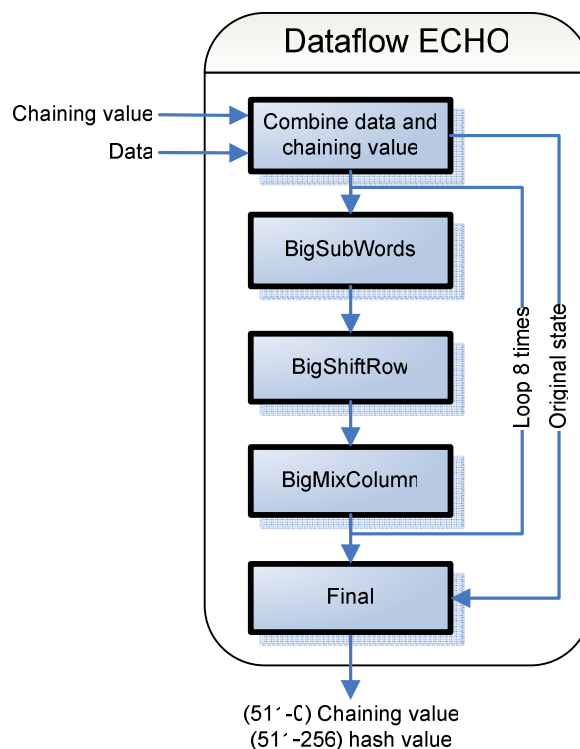 Dataflow ECHO
Chaining value
Data
Combine data and
chaining value
BigSubWords
BigShiftRow
BigMixColumn
Final
Loop 8 times
Original state
Chaining value
hash value